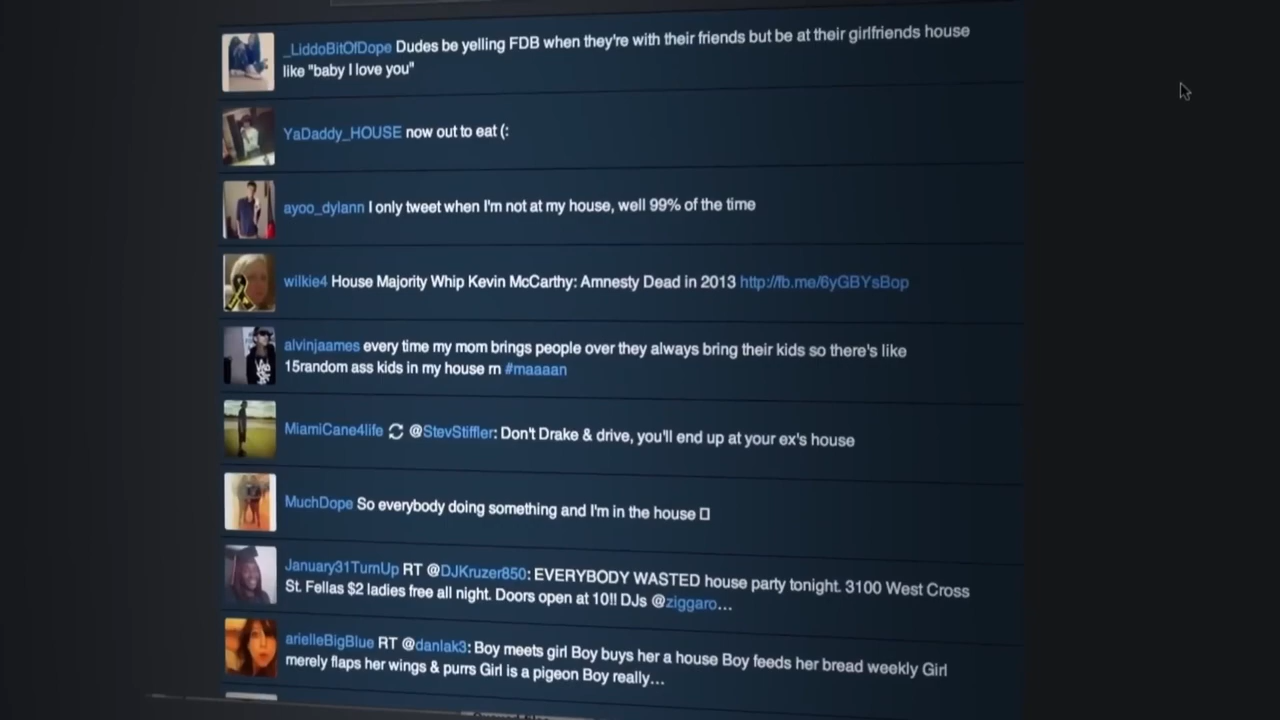 _LiddoBitOfDope Dudes be yelling FDB when they're with their friends but be at their girlfriends house
like "baby I love you"
YaDaddy_HOUSE now out to eat (:
ayoo_dylann I only tweet when I'm not at my house, well 99% of the time
wilkie4 House Majority Whip Kevin McCarthy: Amnesty Dead in 2013 http://fb.me/6yGBYsBop
alvinjaames every time my mom brings people over they always bring their kids so there's like
15random ass kids in my house rn #maaaan
MiamiCane4life @StevStiffler: Don't Drake & drive, you'll end up at your ex's house
MuchDope So everybody doing something and I'm in the house
January31TurnUp RT @DJKruzer850: EVERYBODY WASTED house party tonight. 3100 West Cross
St. Fellas $2 ladies free all night. Doors open at 10!! DJs @ziggaro...
arielleBigBlue RT @danlak3: Boy meets girl Boy buys her a house Boy feeds her bread weekly Girl
merely flaps her wings & purrs Girl is a pigeon Boy really...